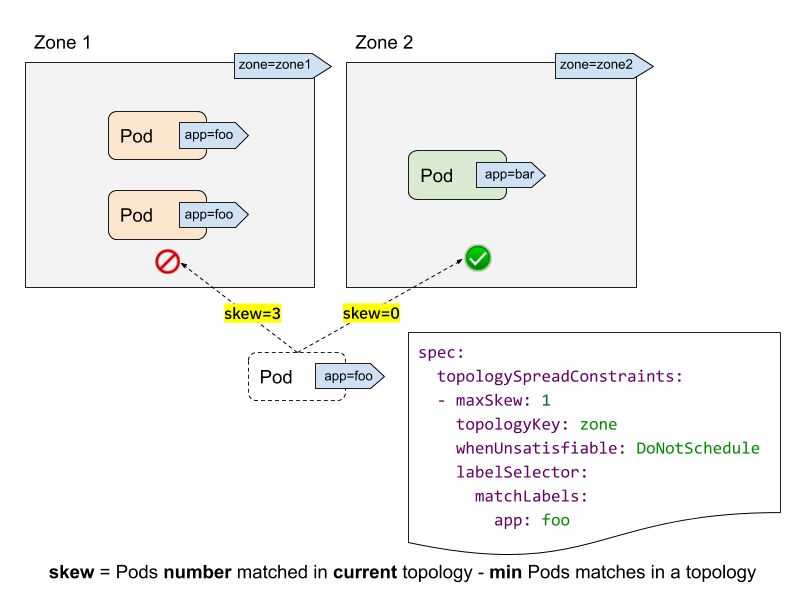 Zone 1
Zone 2
zone=zone1
zone=zone2
Pod
app=foo
Pod
app=bar
Pod
app=foo
skew=3
skew=0
Pod
app=foo
spec:
topologySpreadConstraints:
- maxSkew: 1
topologyKey: zone
whenUnsatisfiable: DoNotSchedule
labelSelector:
matchLabels:
app: foo
skew = Pods number matched in current topology - min Pods matches in a topology